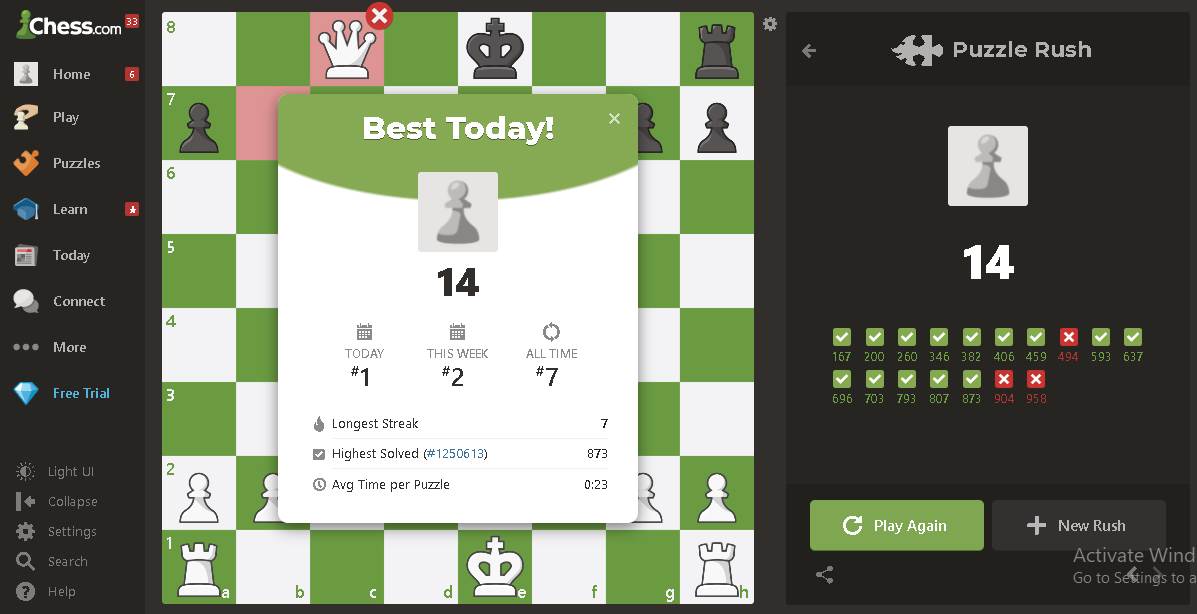 Chess.com 33
Home 6
Play
Puzzles
Learn
Today
Connect
More
Free Trial
Light UI
Collapse
Settings
Search
Help
8
7
6
5
4
3
2
1
a b c d e f g h
Best Today!
14
TODAY THIS WEEK ALL TIME
#1 #2 #7
Longest Streak 7
Highest Solved (#1250613) 873
Avg Time per Puzzle 0:23
Puzzle Rush
14
167 200 260 346 382 406 459 494 593 637
696 703 793 807 873 904 958
Play Again
New Rush
Activate Wind
Go to Settings to a